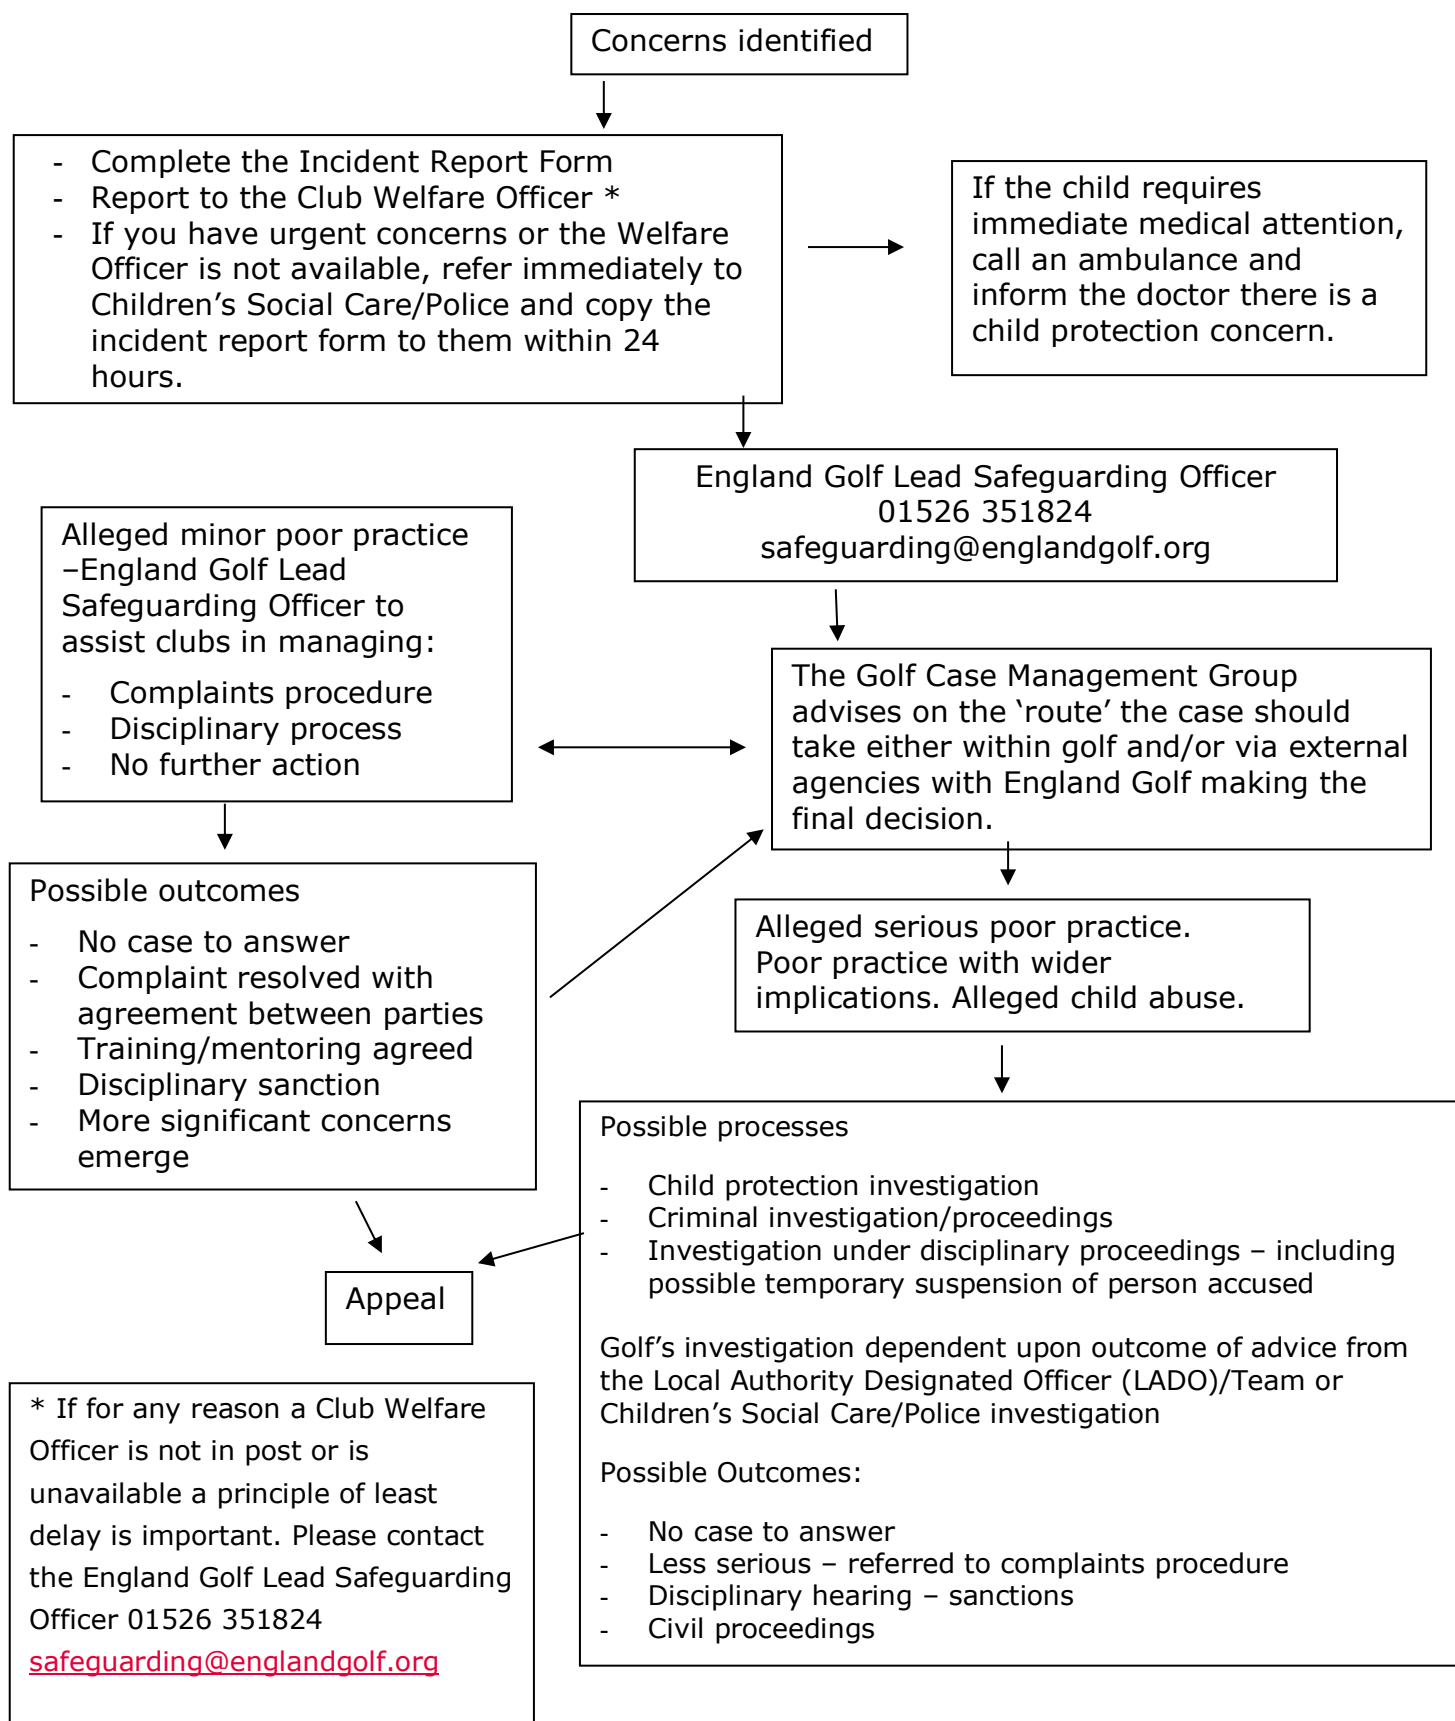 Concerns identified
- Complete the Incident Report Form
- Report to the Club Welfare Officer *
- If you have urgent concerns or the Welfare
Officer is not available, refer immediately to
Children’s Social Care/Police and copy the
incident report form to them within 24
hours.
If the child requires
immediate medical attention,
call an ambulance and
inform the doctor there is a
child protection concern.
England Golf Lead Safeguarding Officer
01526 351824
safeguarding@englandgolf.org
Alleged minor poor practice
–England Golf Lead
Safeguarding Officer to
assist clubs in managing:
- Complaints procedure
- Disciplinary process
- No further action
The Golf Case Management Group
advises on the ‘route’ the case should
take either within golf and/or via external
agencies with England Golf making the
final decision.
Possible outcomes
- No case to answer
- Complaint resolved with
agreement between parties
- Training/mentoring agreed
- Disciplinary sanction
- More significant concerns
emerge
Alleged serious poor practice.
Poor practice with wider
implications. Alleged child abuse.
Possible processes
- Child protection investigation
- Criminal investigation/proceedings
- Investigation under disciplinary proceedings – including
possible temporary suspension of person accused
Golf’s investigation dependent upon outcome of advice from
the Local Authority Designated Officer (LADO)/Team or
Children’s Social Care/Police investigation
Possible Outcomes:
- No case to answer
- Less serious – referred to complaints procedure
- Disciplinary hearing – sanctions
- Civil proceedings
Appeal
* If for any reason a Club Welfare
Officer is not in post or is
unavailable a principle of least
delay is important. Please contact
the England Golf Lead Safeguarding
Officer 01526 351824
safeguarding@englandgolf.org